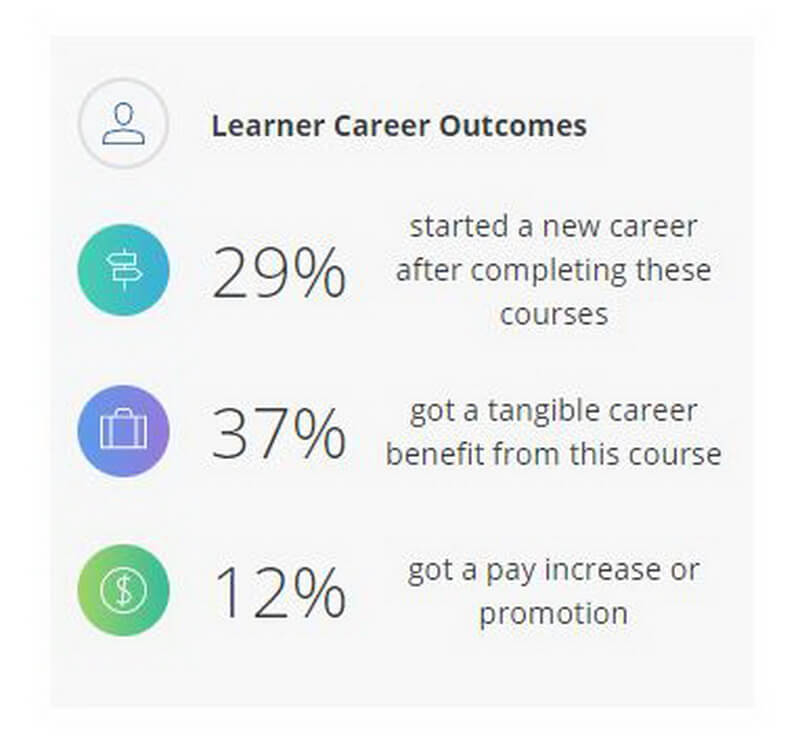 Learner Career Outcomes
29%
started a new career
after completing these
courses
37%
got a tangible career
benefit from this course
12%
got a pay increase or
promotion